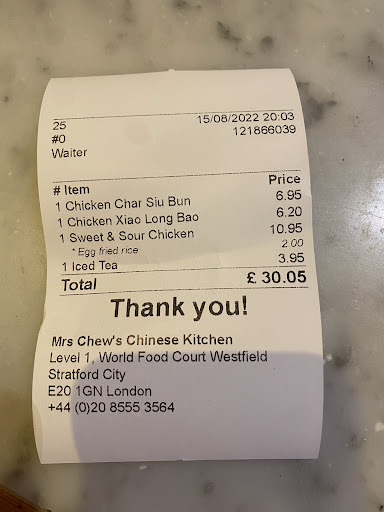 25 15/08/2022 20:03
#0 121866039
Waiter
# Item Price
1 Chicken Char Siu Bun 6.95
1 Chicken Xiao Long Bao 6.20
1 Sweet & Sour Chicken 10.95
* Egg fried rice 2.00
1 Iced Tea 3.95
Total £ 30.05
Thank you!
Mrs Chew's Chinese Kitchen
Level 1, World Food Court Westfield
Stratford City
E20 1GN London
+44 (0)20 8555 3564